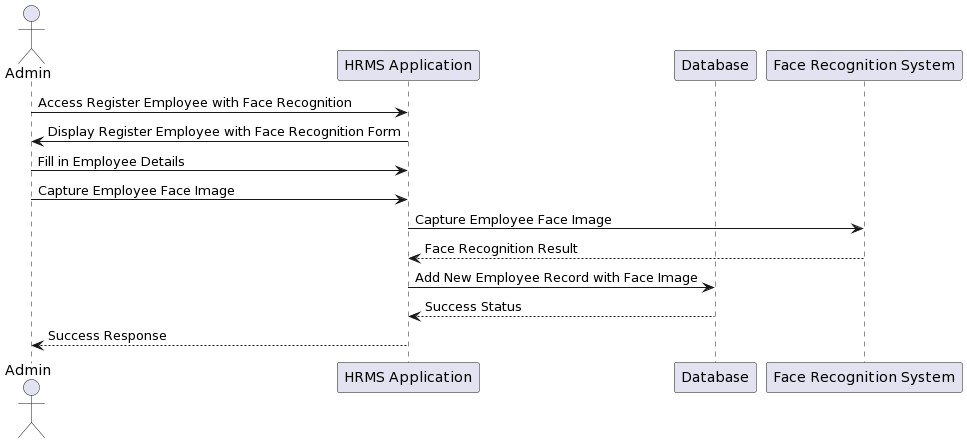 Admin
HRMS Application
Database
Face Recognition System
Access Register Employee with Face Recognition
Display Register Employee with Face Recognition Form
Fill in Employee Details
Capture Employee Face Image
Capture Employee Face Image
Face Recognition Result
Add New Employee Record with Face Image
Success Status
Success Response
Admin
HRMS Application
Database
Face Recognition System